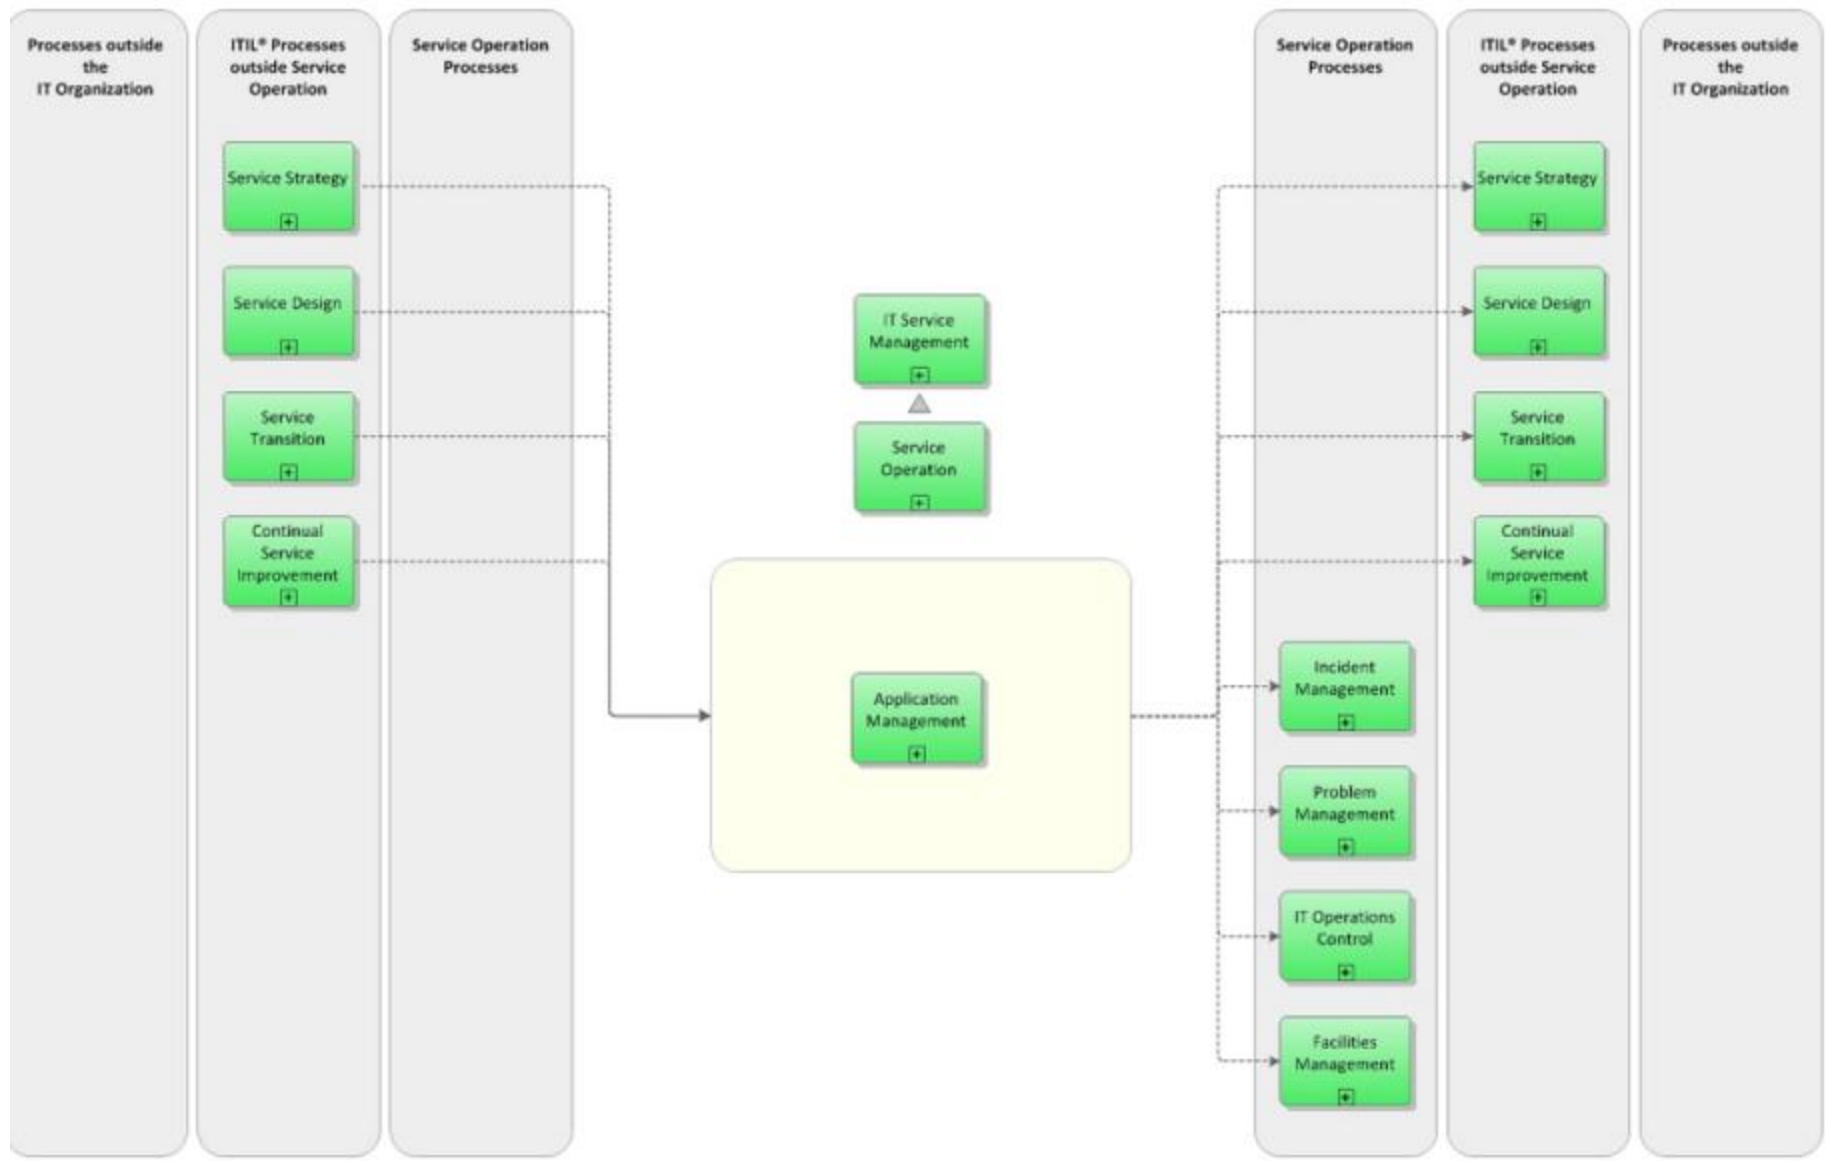 Processes outside
the
IT Organization
ITIL® Processes
outside Service
Operation
Service Operation
Processes
Service Operation
Processes
ITIL® Processes
outside Service
Operation
Processes outside
the
IT Organization
Service Strategy
Service Design
Service
Transition
Continual
Service
Improvement
IT Service
Management
Service
Operation
Application
Management
Service Strategy
Service Design
Service
Transition
Continual
Service
Improvement
Incident
Management
Problem
Management
IT Operations
Control
Facilities
Management